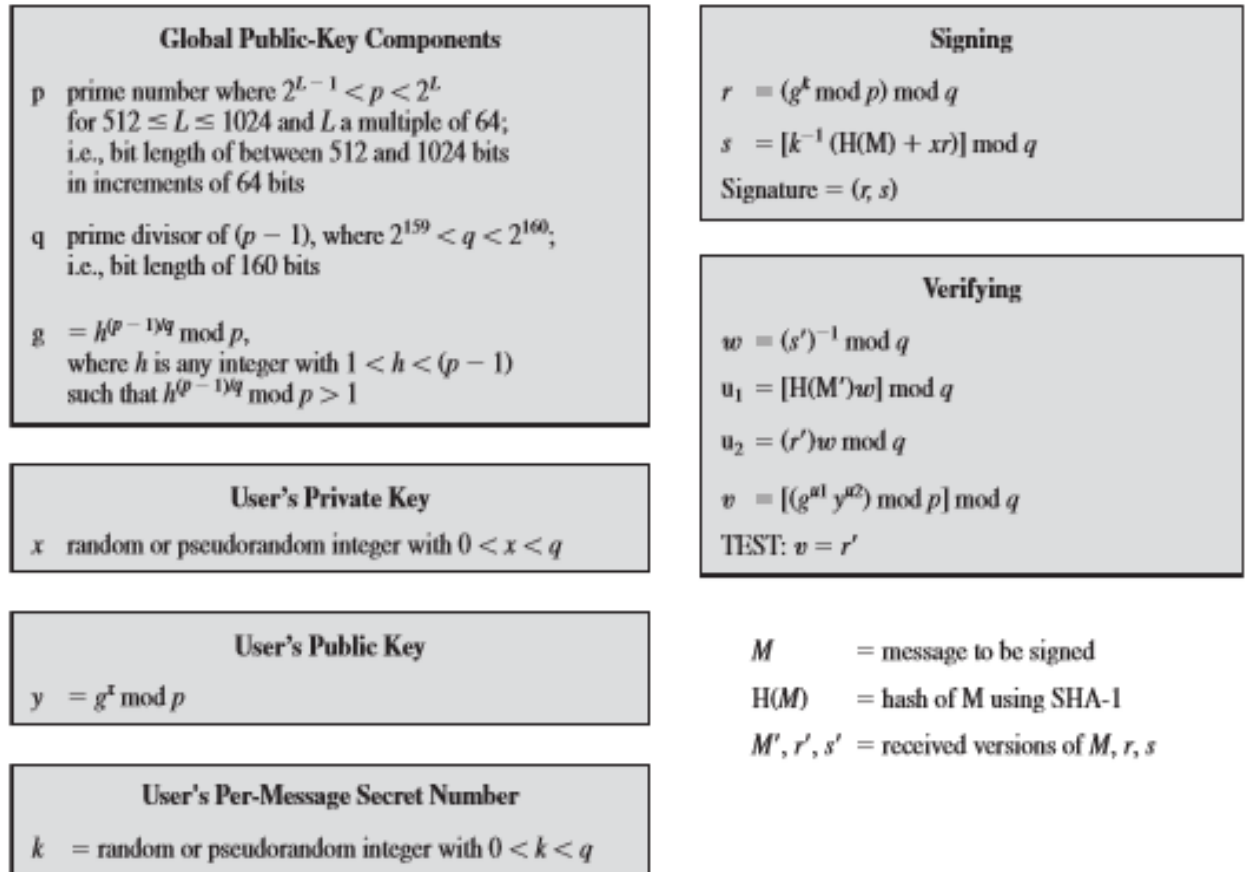 Global Public-Key Components
p prime number where 2^{L – 1} < p < 2^L
for 512 ≤ L ≤ 1024 and L a multiple of 64;
i.e., bit length of between 512 and 1024 bits
in increments of 64 bits
q prime divisor of (p – 1), where 2^{159} < q < 2^{160};
i.e., bit length of 160 bits
g = h^{(p – 1)/q} mod p,
where h is any integer with 1 < h < (p – 1)
such that h^{(p – 1)/q} mod p > 1
User's Private Key
x random or pseudorandom integer with 0 < x < q
User's Public Key
y = g^x mod p
User's Per-Message Secret Number
k = random or pseudorandom integer with 0 < k < q
Signing
r = (g^k mod p) mod q
s = [k^{–1} (H(M) + xr)] mod q
Signature = (r, s)
Verifying
w = (s′)^{–1} mod q
u₁ = [H(M′)w] mod q
u₂ = (r′)w mod q
v = [(g^{u1} y^{u2}) mod p] mod q
TEST: v = r′
M = message to be signed
H(M) = hash of M using SHA-1
M′, r′, s′ = received versions of M, r, s